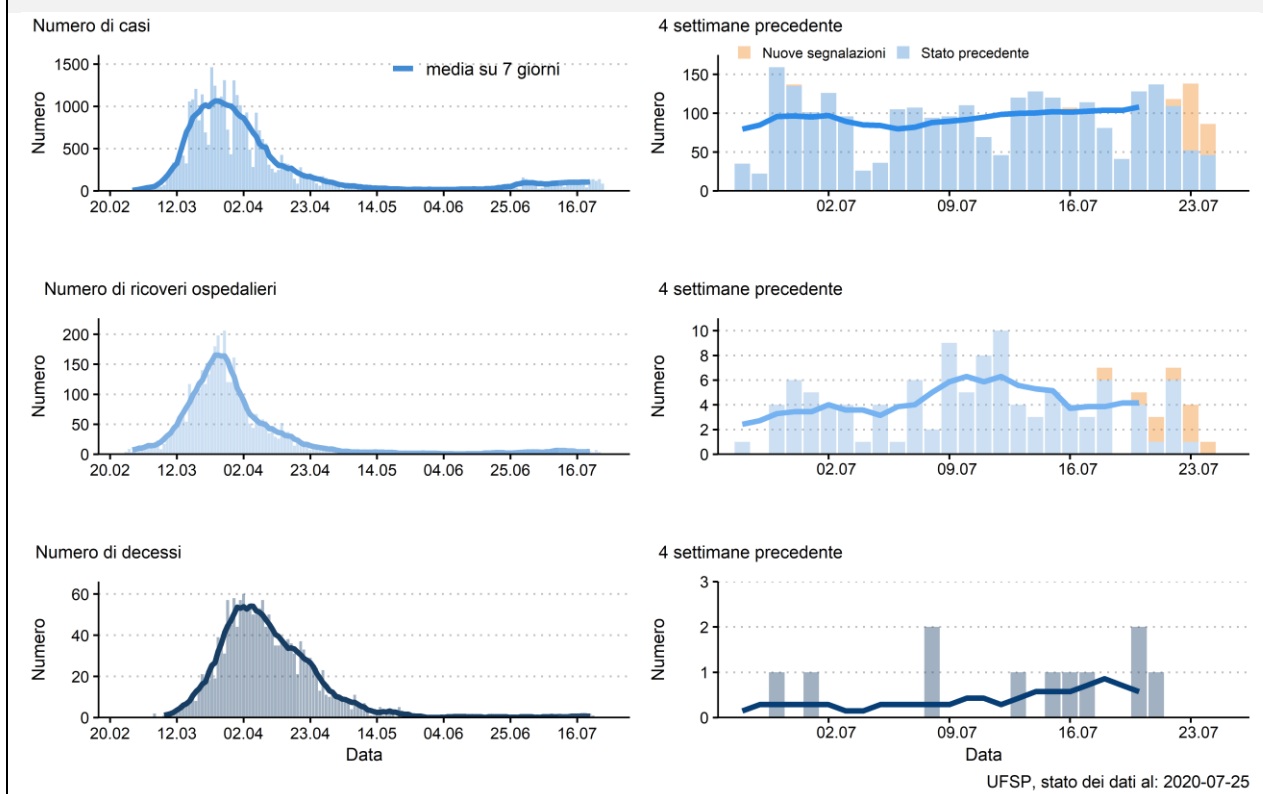 Numero di casi
4 settimane precedente
media su 7 giorni
Nuove segnalazioni
Stato precedente
Numero
1500
1000
500
0
20.02 12.03 02.04 23.04 14.05 04.06 25.06 16.07
Numero
150
100
50
0
02.07 09.07 16.07 23.07
Numero di ricoveri ospedalieri
4 settimane precedente
Numero
200
150
100
50
0
20.02 12.03 02.04 23.04 14.05 04.06 25.06 16.07
Numero
10
8
6
4
2
0
02.07 09.07 16.07 23.07
Numero di decessi
4 settimane precedente
Numero
60
40
20
0
20.02 12.03 02.04 23.04 14.05 04.06 25.06 16.07
Data
Numero
3
2
1
0
02.07 09.07 16.07 23.07
Data
UFSP, stato dei dati al: 2020-07-25